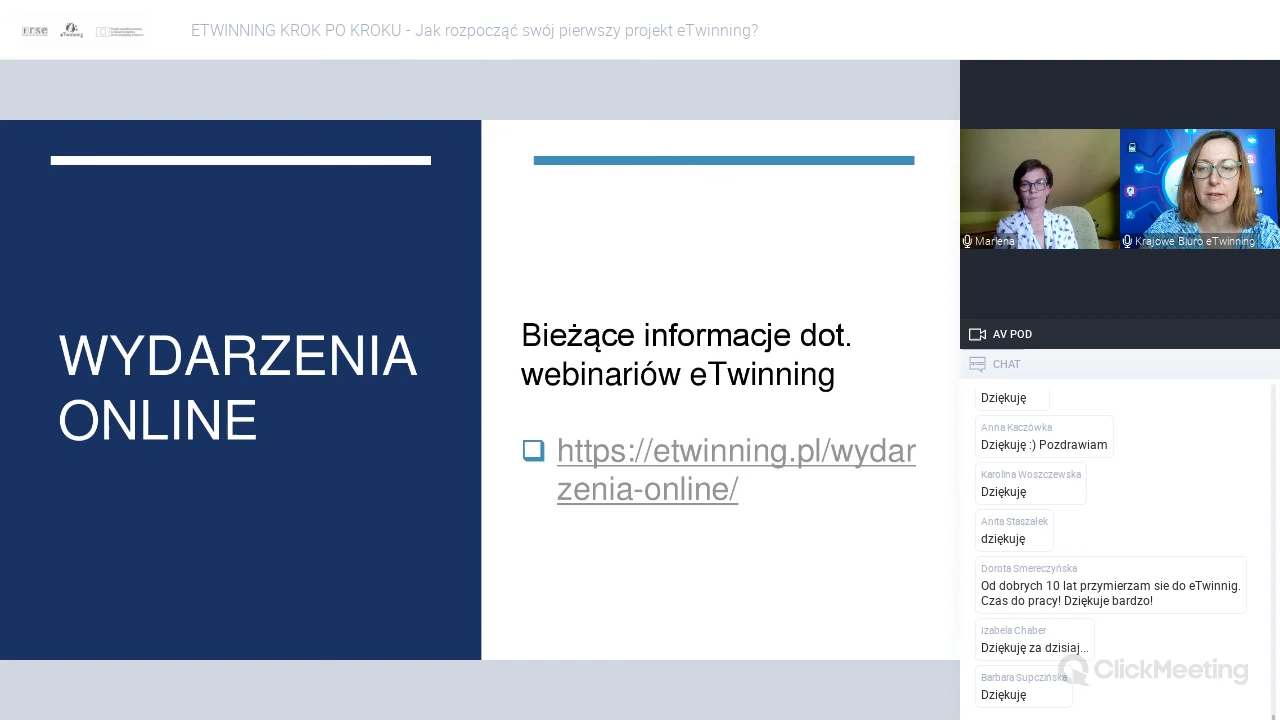 frse
eTwinning
ETWINNING KROK PO KROKU - Jak rozpocząć swój pierwszy projekt eTwinning?
WYDARZENIA
ONLINE
Bieżące informacje dot.
webinariów eTwinning
https://etwinning.pl/wydar
zenia-online/
Marlena
Krajowe Biuro eTwinning
AV POD
CHAT
Dziękuję
Anna Kaczówka
Dziękuję :) Pozdrawiam
Karolina Woszczewska
Dziękuję
Anita Staszałek
dziękuję
Dorota Smereczyńska
Od dobrych 10 lat przymierzam sie do eTwinnig.
Czas do pracy! Dziękuje bardzo!
Izabela Chaber
Dziękuję za dzisiaj...
ClickMeeting
Barbara Supczińska
Dziękuję